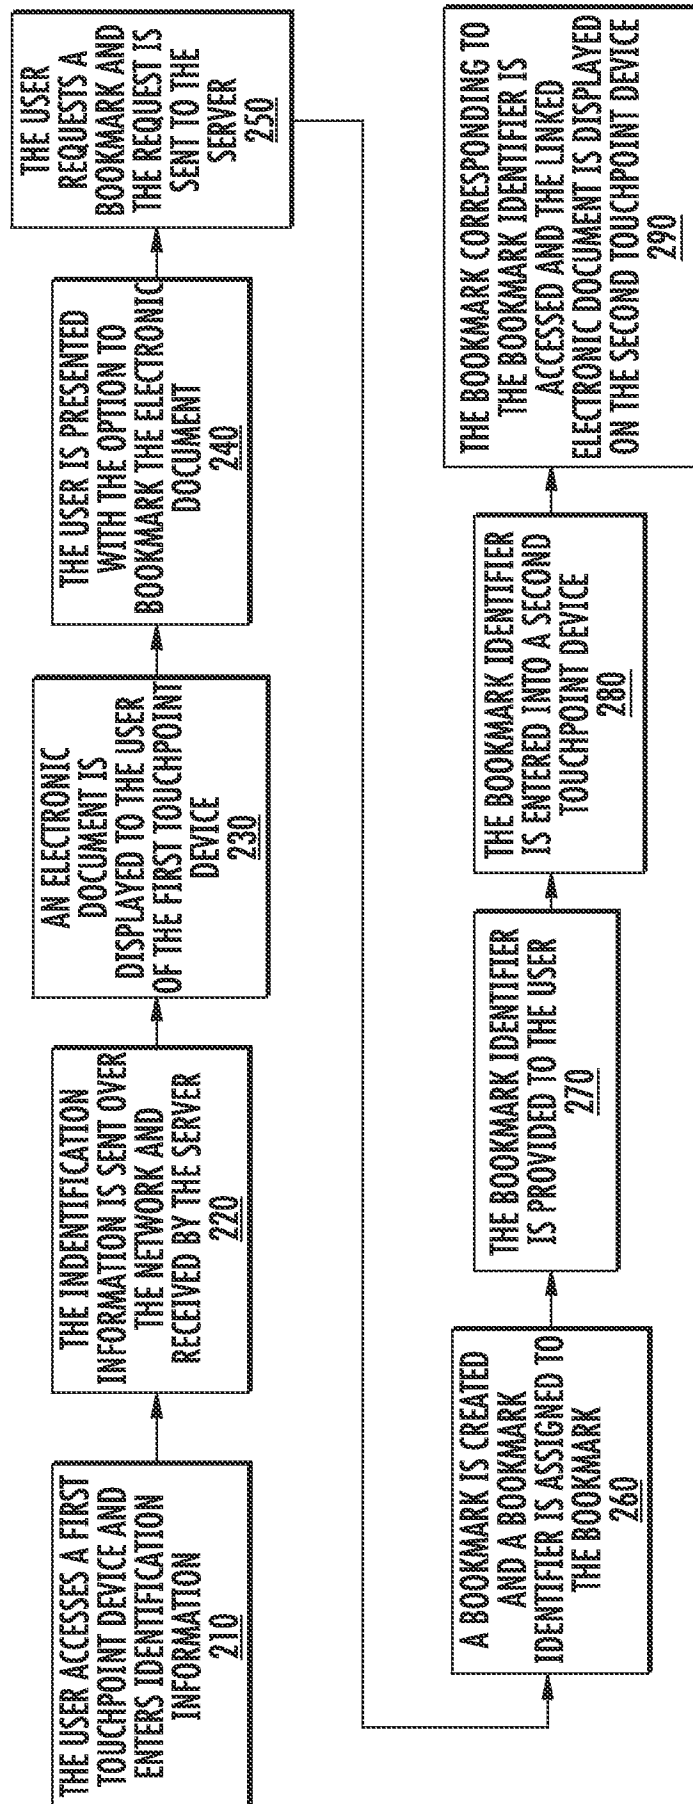 THE USER ACCESSES A FIRST
TOUCHPOINT DEVICE AND
ENTERS IDENTIFICATION
INFORMATION
210
THE INDENTIFICATION
INFORMATION IS SENT OVER
THE NETWORK AND
RECEIVED BY THE SERVER
220
AN ELECTRONIC
DOCUMENT IS
DISPLAYED TO THE USER
OF THE FIRST TOUCHPOINT
DEVICE
230
THE USER IS PRESENTED
WITH THE OPTION TO
BOOKMARK THE ELECTRONIC
DOCUMENT
240
THE USER
REQUESTS A
BOOKMARK AND
THE REQUEST IS
SENT TO THE
SERVER
250
A BOOKMARK IS CREATED
AND A BOOKMARK
IDENTIFIER IS ASSIGNED TO
THE BOOKMARK
260
THE BOOKMARK IDENTIFIER
IS PROVIDED TO THE USER
270
THE BOOKMARK IDENTIFIER
IS ENTERED INTO A SECOND
TOUCHPOINT DEVICE
280
THE BOOKMARK CORRESPONDING TO
THE BOOKMARK IDENTIFIER IS
ACCESSED AND THE LINKED
ELECTRONIC DOCUMENT IS DISPLAYED
ON THE SECOND TOUCHPOINT DEVICE
290